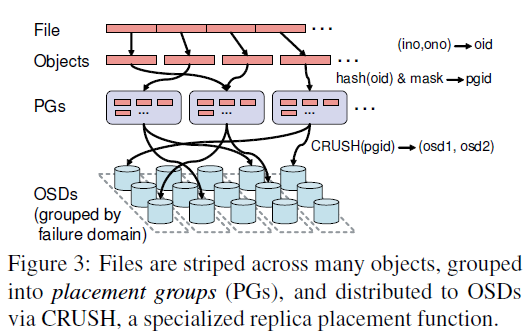 File
...
(ino,ono) → oid
Objects
...
hash(oid) & mask → pgid
PGs
...
...
...
...
CRUSH(pgid) → (osd1, osd2)
OSDs
(grouped by
failure domain)
Figure 3: Files are striped across many objects, grouped
into placement groups (PGs), and distributed to OSDs
via CRUSH, a specialized replica placement function.